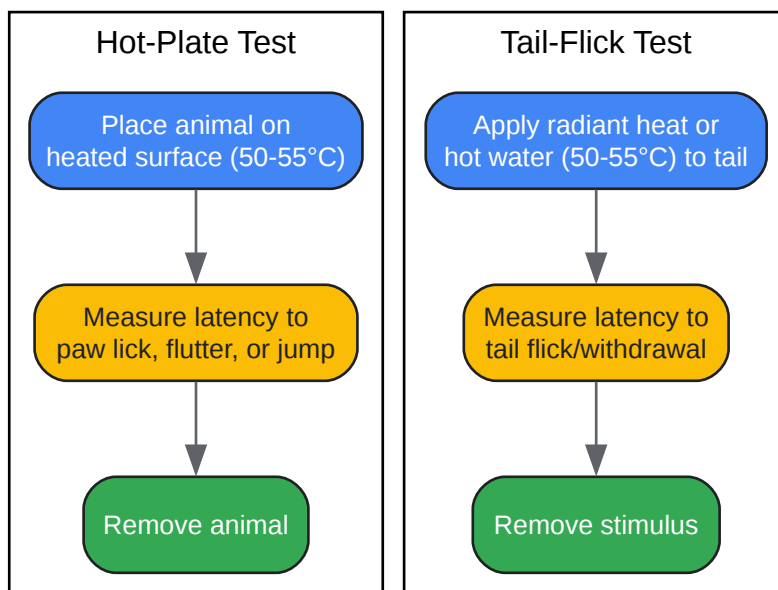 Hot-Plate Test
Place animal on
heated surface (50-55°C)
Measure latency to
paw lick, flutter, or jump
Remove animal
Tail-Flick Test
Apply radiant heat or
hot water (50-55°C) to tail
Measure latency to
tail flick/withdrawal
Remove stimulus